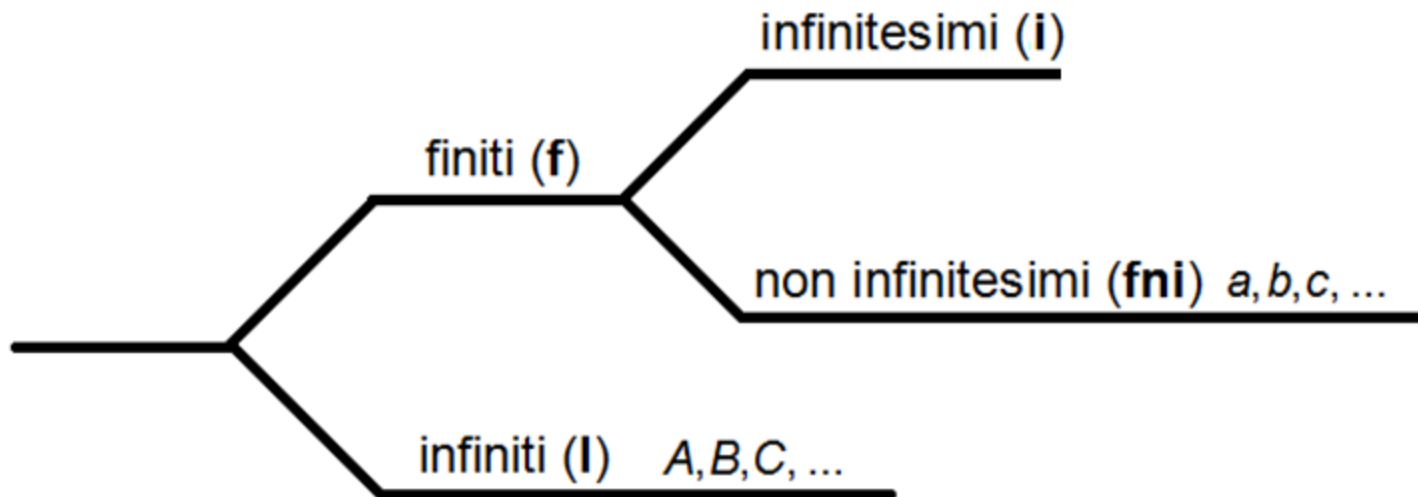 infinitesimi (i)
finiti (f)
non infinitesimi (fni) a,b,c, ...
infiniti (I) A,B,C, ...